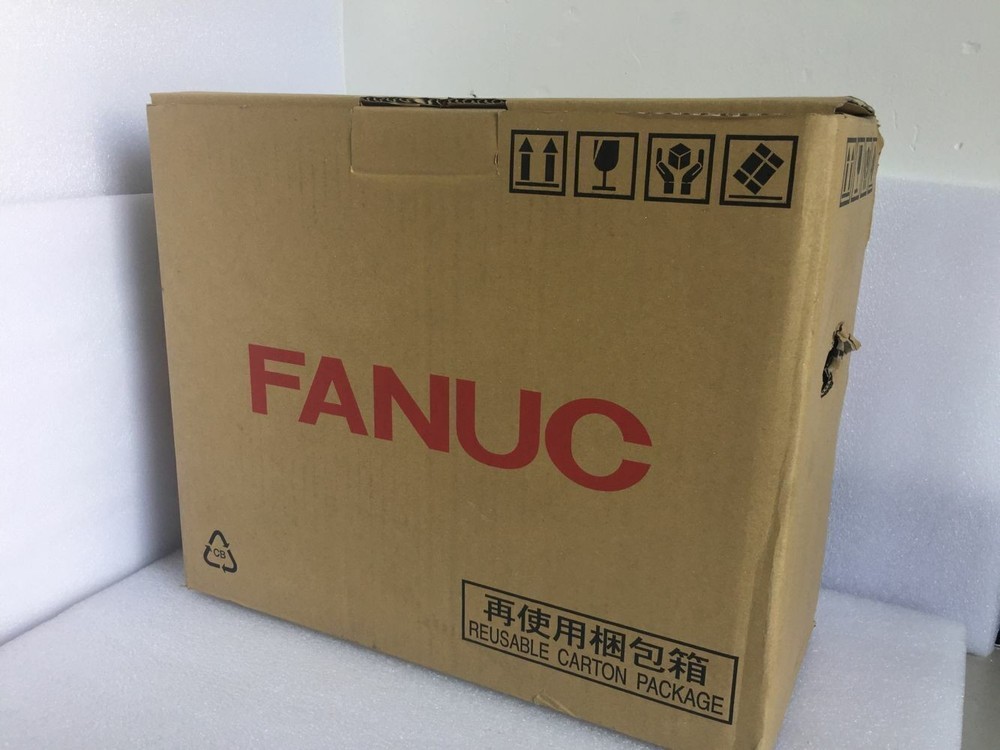 FANUC
CB
再使用梱包箱
REUSABLE CARTON PACKAGE